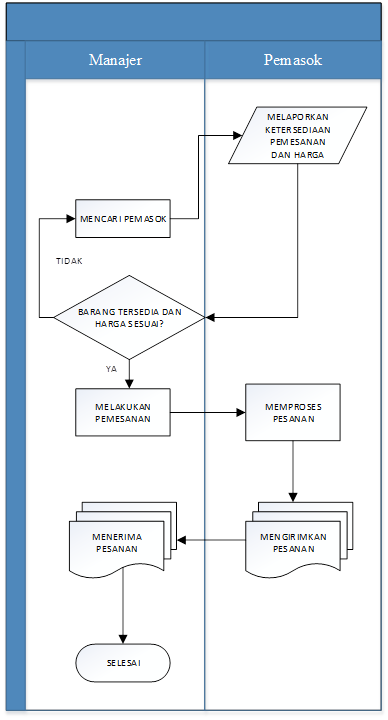 Manajer
Pemasok
MELAPORKAN
KETERSEDIAAN
PEMESANAN
DAN HARGA
MENCARI PEMASOK
TIDAK
BARANG TERSEDIA DAN
HARGA SESUAI?
YA
MELAKUKAN
PEMESANAN
MEMPROSES
PESANAN
MENGIRIMKAN
PESANAN
MENERIMA
PESANAN
SELESAI